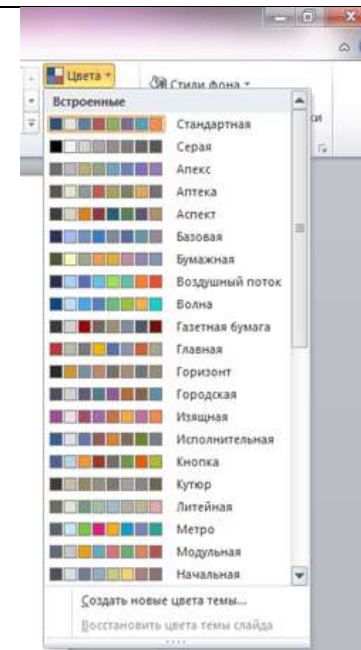 Цвета
Стили фона
Встроенные
Стандартная
Серая
Апекс
Аптека
Аспект
Базовая
Бумажная
Воздушный поток
Волна
Газетная бумага
Главная
Горизонт
Городская
Изящная
Исполнительная
Кнопка
Кутюр
Литейная
Метро
Модульная
Начальная
Создать новые цвета темы...
Восстановить цвета темы слайда